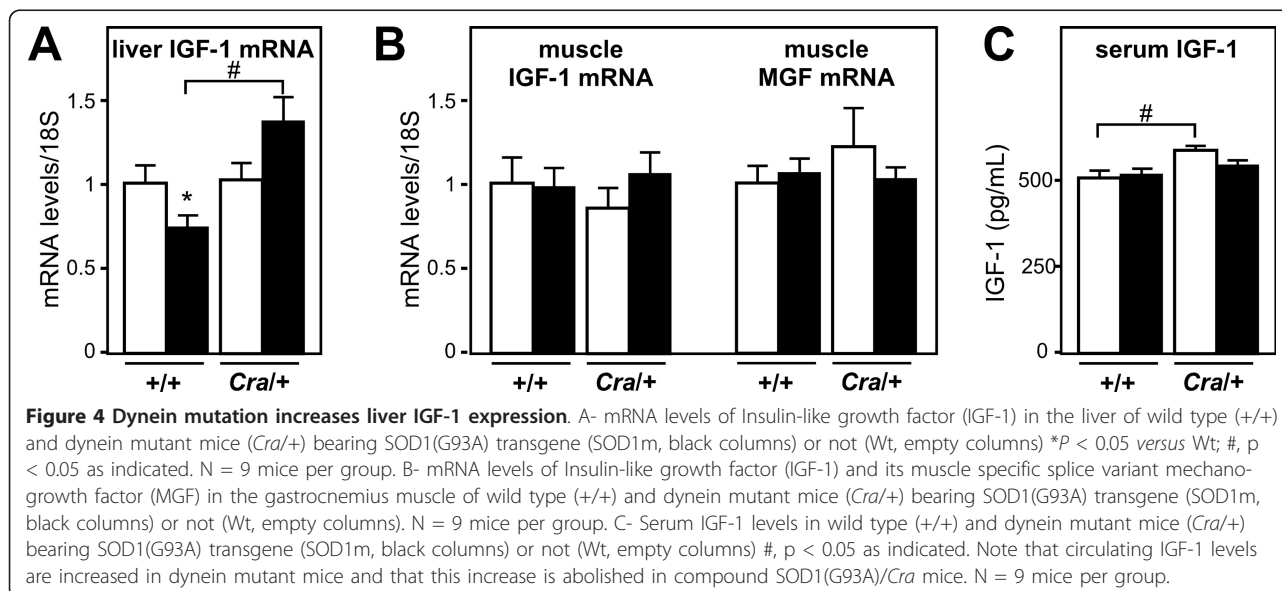 A
liver IGF-1 mRNA
#
mRNA levels/18S
1.5
1
0.5
0
*
+/+
Cra/+
B
muscle
IGF-1 mRNA
muscle
MGF mRNA
mRNA levels/18S
1.5
1
0.5
0
+/+
Cra/+
+/+
Cra/+
C
serum IGF-1
#
IGF-1 (pg/mL)
500
250
0
+/+
Cra/+
Figure 4 Dynein mutation increases liver IGF-1 expression. A- mRNA levels of Insulin-like growth factor (IGF-1) in the liver of wild type (+/+)
and dynein mutant mice (Cra/+) bearing SOD1(G93A) transgene (SOD1m, black columns) or not (Wt, empty columns) *P < 0.05 versus Wt; #, p
< 0.05 as indicated. N = 9 mice per group. B- mRNA levels of Insulin-like growth factor (IGF-1) and its muscle specific splice variant mechano-
growth factor (MGF) in the gastrocnemius muscle of wild type (+/+) and dynein mutant mice (Cra/+) bearing SOD1(G93A) transgene (SOD1m,
black columns) or not (Wt, empty columns). N = 9 mice per group. C- Serum IGF-1 levels in wild type (+/+) and dynein mutant mice (Cra/+)
bearing SOD1(G93A) transgene (SOD1m, black columns) or not (Wt, empty columns) #, p < 0.05 as indicated. Note that circulating IGF-1 levels
are increased in dynein mutant mice and that this increase is abolished in compound SOD1(G93A)/Cra mice. N = 9 mice per group.